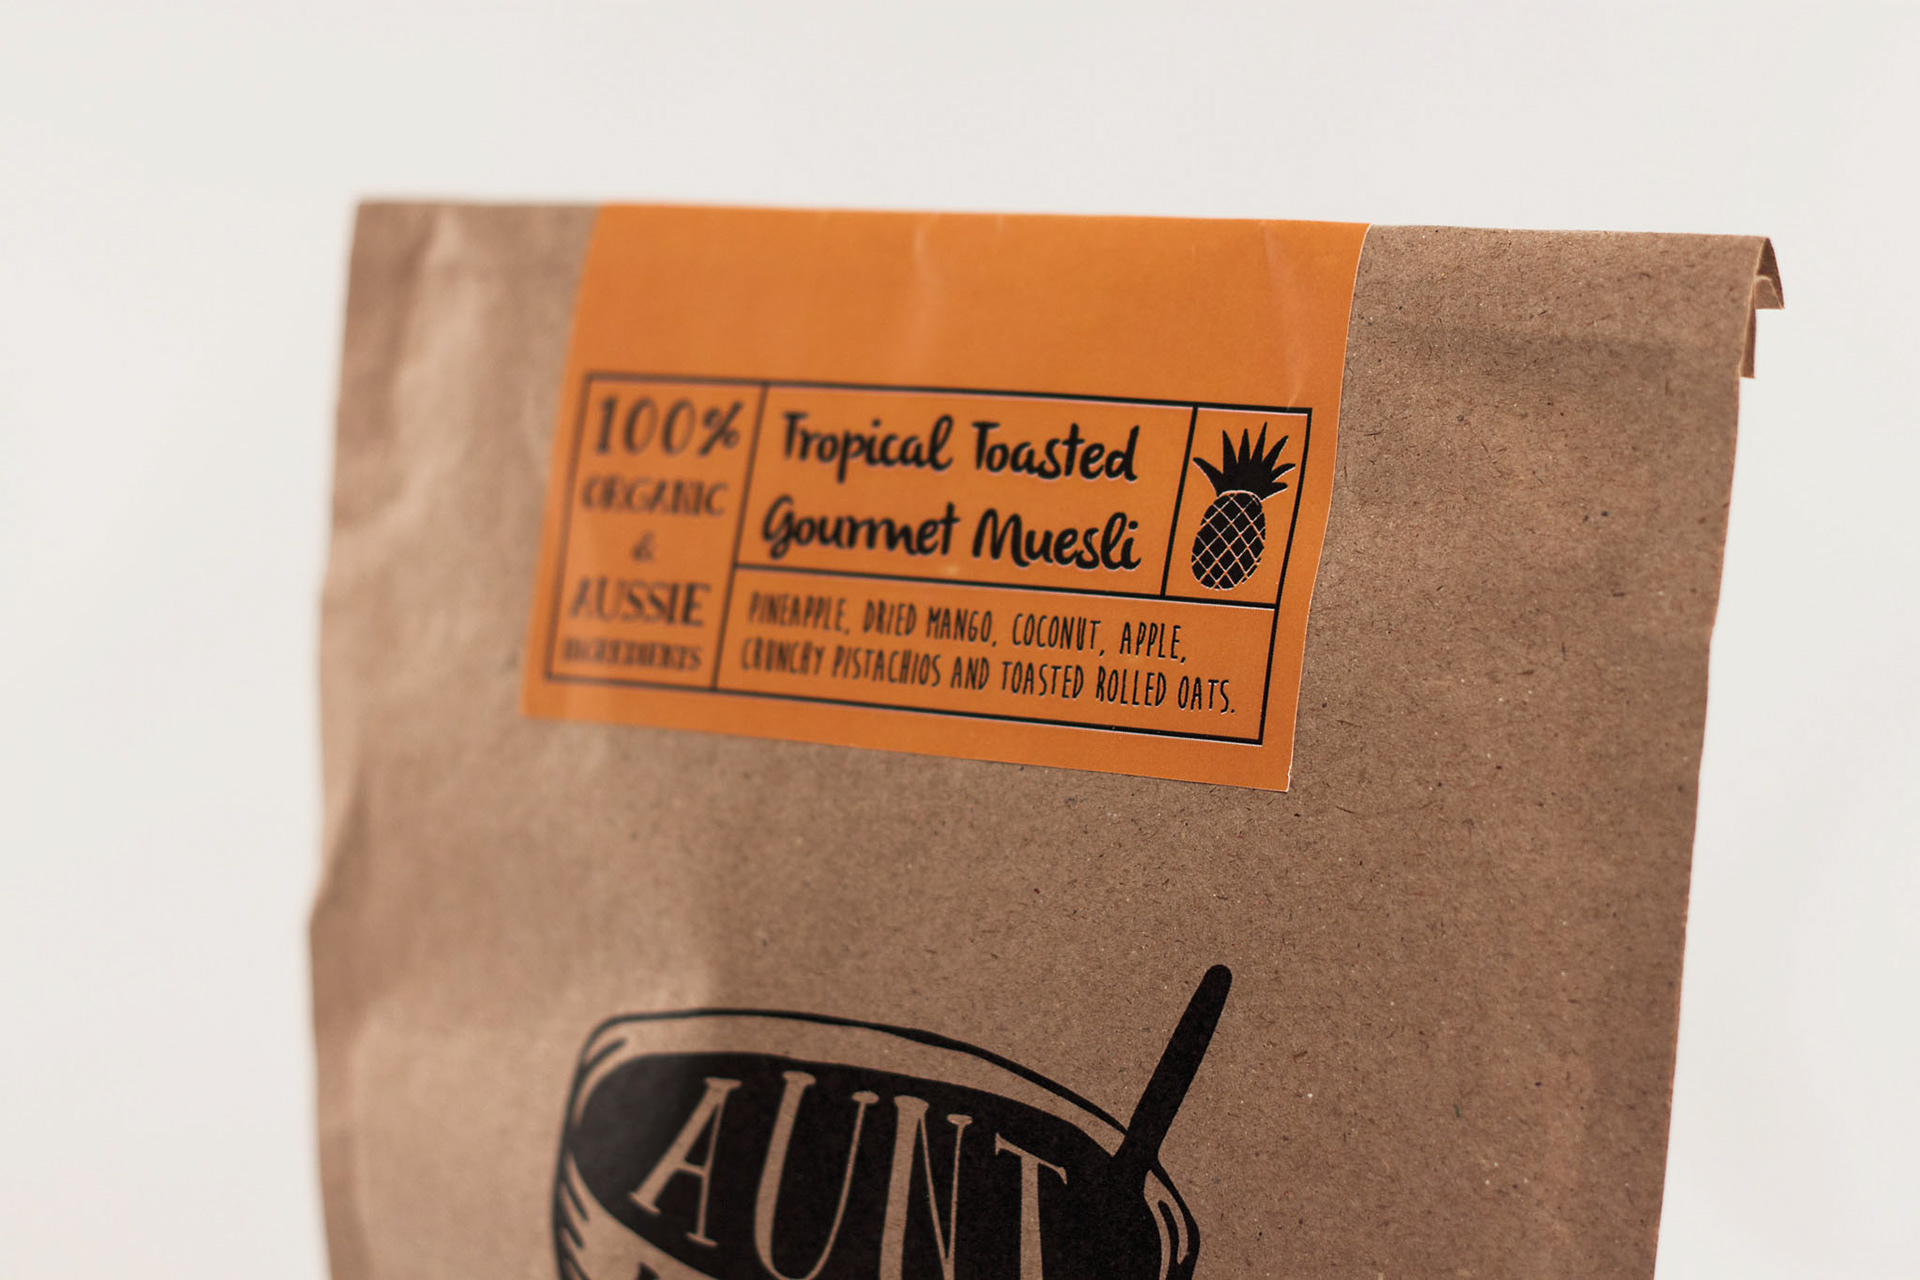 100%
ORGANIC
&
AUSSIE
INGREDIENTS
Tropical Toasted
Gourmet Muesli
PINEAPPLE, DRIED MANGO, COCONUT, APPLE,
CRUNCHY PISTACHIOS AND TOASTED ROLLED OATS.
AUNT